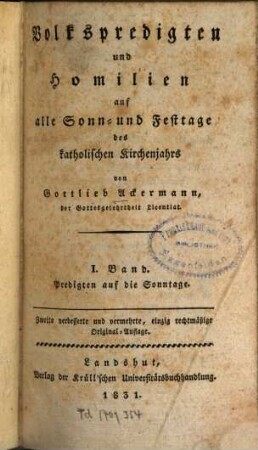 Volkspredigten
und
Homilien
auf
alle Sonn- und Festtage
des
katholischen Kirchenjahrs
von
Gottlieb Ackermann,
der Gottesgelehrtheit Licentiat.
I. Band.
Predigten auf die Sonntage.
Zweite verbesserte und vermehrte, einzig rechtmäßige
Original-Auflage.
Landshut,
Verlag der Krüll'schen Universitätsbuchhandlung.
1831.